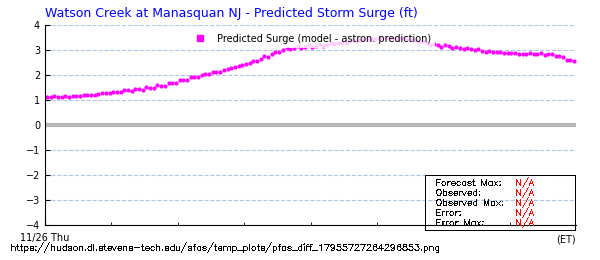 Watson Creek at Manasquan NJ - Predicted Storm Surge (ft)
4
Predicted Surge (model - astron. prediction)
3
2
1
0
−1
−2
−3
−4
Forecast Max: N/A
Observed: N/A
Observed Max: N/A
Error: N/A
Error Max: N/A
11/26 Thu
(ET)
https://hudson.dl.stevens-tech.edu/sfas/temp_plots/pfas_diff_17955727264296853.png